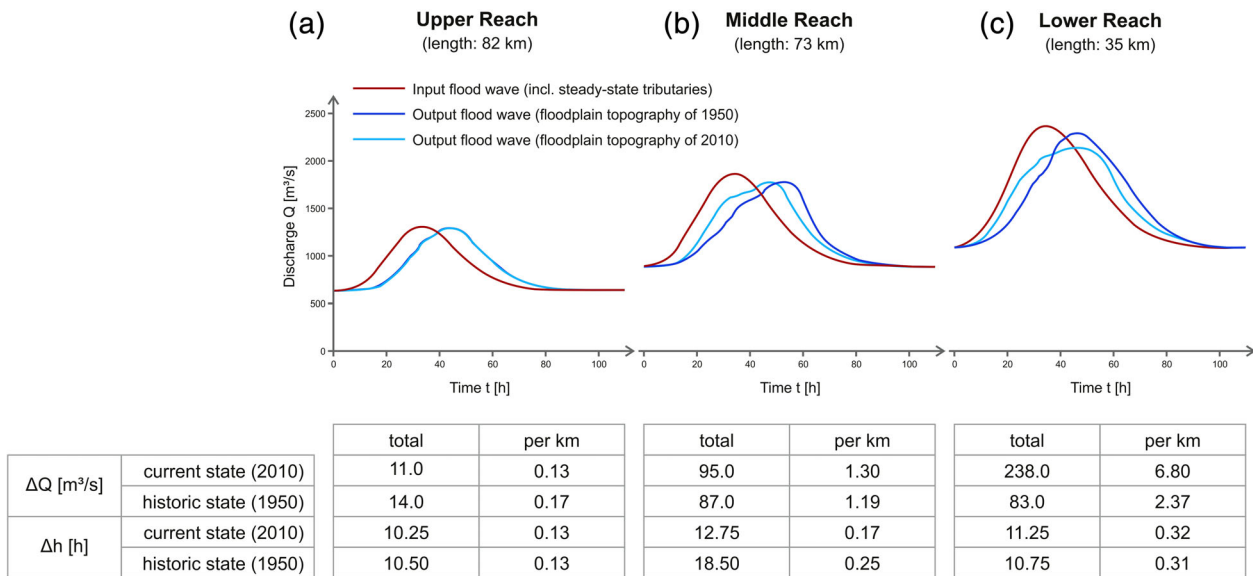 (a) Upper Reach (b) Middle Reach (c) Lower Reach
(length: 82 km) (length: 73 km) (length: 35 km)
Input flood wave (incl. steady-state tributaries)
Output flood wave (floodplain topography of 1950)
Output flood wave (floodplain topography of 2010)
Discharge Q [m³/s]
2500
2000
1500
1000
500
0
0 20 40 60 80 100 0 20 40 60 80 100 0 20 40 60 80 100
Time t [h] Time t [h] Time t [h]
total per km total per km total per km
ΔQ [m³/s] current state (2010) 11.0 0.13 95.0 1.30 238.0 6.80
historic state (1950) 14.0 0.17 87.0 1.19 83.0 2.37
Δh [h] current state (2010) 10.25 0.13 12.75 0.17 11.25 0.32
historic state (1950) 10.50 0.13 18.50 0.25 10.75 0.31